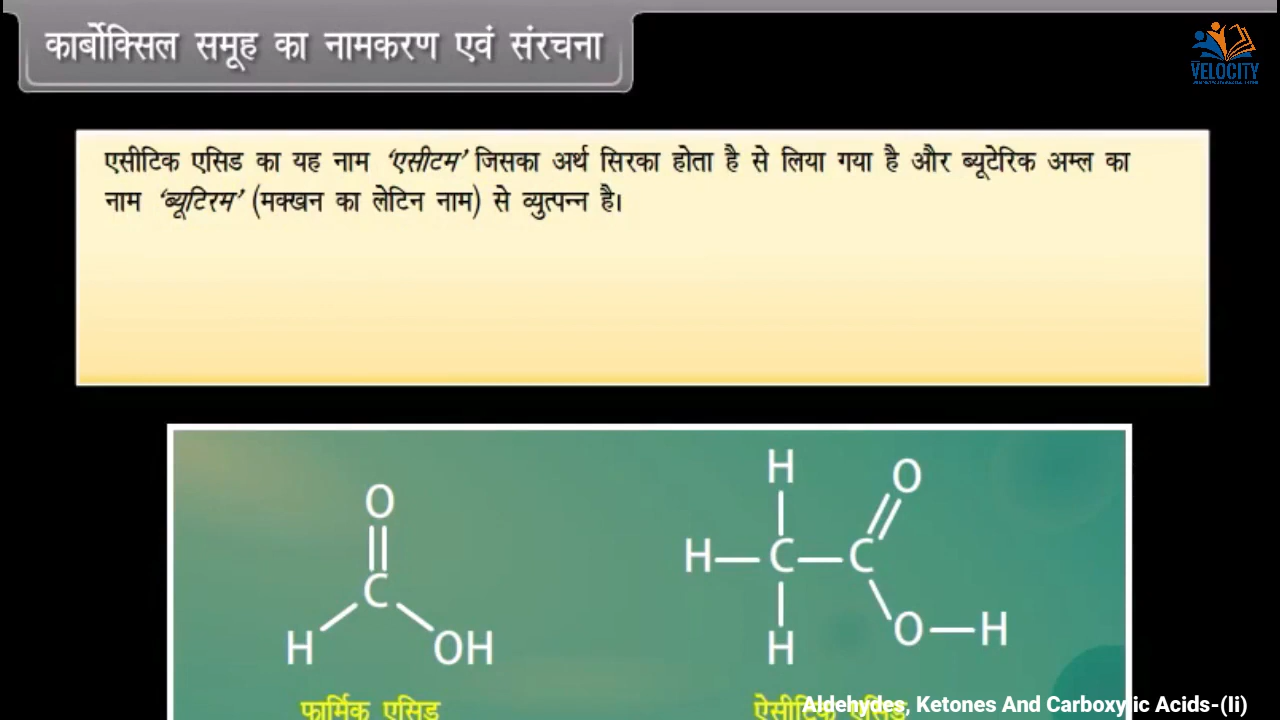 कार्बोक्सिल समूह का नामकरण एवं संरचना
VELOCITY
एसीटिक एसिड का यह नाम ‘एसीटम’ जिसका अर्थ सिरका होता है से लिया गया है और ब्यूटेरिक अम्ल का
नाम ‘ब्यूटिरम’ (मक्खन का लेटिन नाम) से व्युत्पन्न है।
O
C
H OH
H O
H C C
H O H
फार्मिक एसिड ऐसीटिक एसिड
Aldehydes, Ketones And Carboxylic Acids-(Ii)